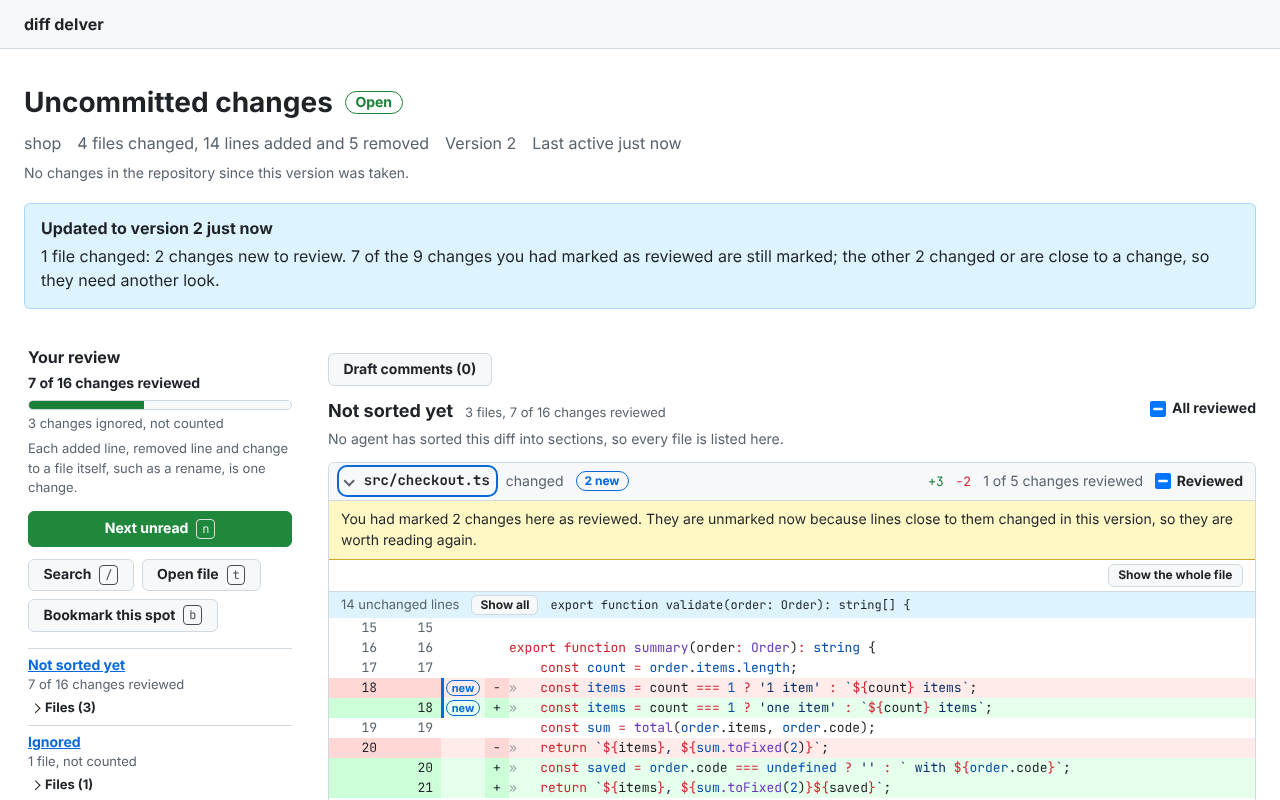 diff delver
Uncommitted changes Open
shop 4 files changed, 14 lines added and 5 removed Version 2 Last active just now
No changes in the repository since this version was taken.
Updated to version 2 just now
1 file changed: 2 changes new to review. 7 of the 9 changes you had marked as reviewed are still marked; the other 2 changed or are close to a change, so
they need another look.
Your review
7 of 16 changes reviewed
3 changes ignored, not counted
Each added line, removed line and change
to a file itself, such as a rename, is one
change.
Next unread n
Search / Open file t
Bookmark this spot b
Not sorted yet
7 of 16 changes reviewed
Files (3)
Ignored
1 file, not counted
Files (1)
Draft comments (0)
Not sorted yet 3 files, 7 of 16 changes reviewed All reviewed
No agent has sorted this diff into sections, so every file is listed here.
src/checkout.ts changed 2 new +3 -2 1 of 5 changes reviewed Reviewed
You had marked 2 changes here as reviewed. They are unmarked now because lines close to them changed in this version, so they are
worth reading again.
Show the whole file
14 unchanged lines Show all export function validate(order: Order): string[] {
15 15
16 16 export function summary(order: Order): string {
17 17 const count = order.items.length;
18 new - » const items = count === 1 ? '1 item' : `${count} items`;
18 new + » const items = count === 1 ? 'one item' : `${count} items`;
19 19 const sum = total(order.items, order.code);
20 - » return `${items}, ${sum.toFixed(2)}`;
20 + » const saved = order.code === undefined ? '' : ` with ${order.code}`;
21 + » return `${items}, ${sum.toFixed(2)}${saved}`;